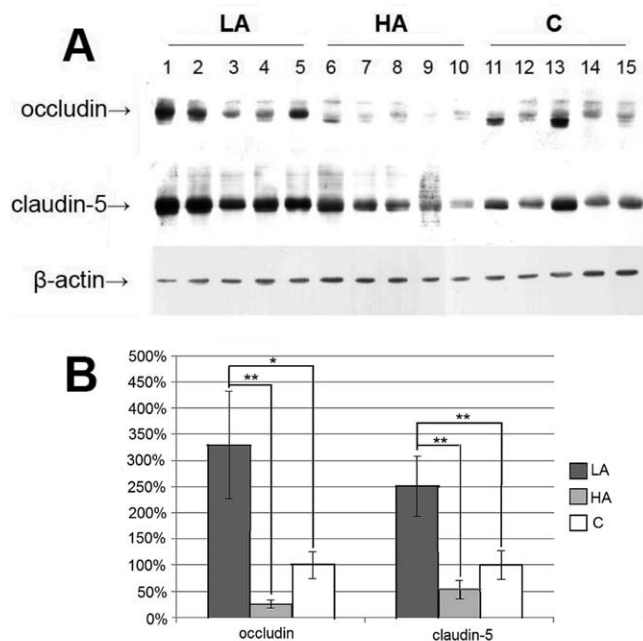 A
LA HA C
1 2 3 4 5 6 7 8 9 10 11 12 13 14 15
occludin→
claudin-5→
β-actin→
B
500%
450%
400%
350%
300%
250%
200%
150%
100%
50%
0%
*
**
**
**
occludin claudin-5
LA
HA
C